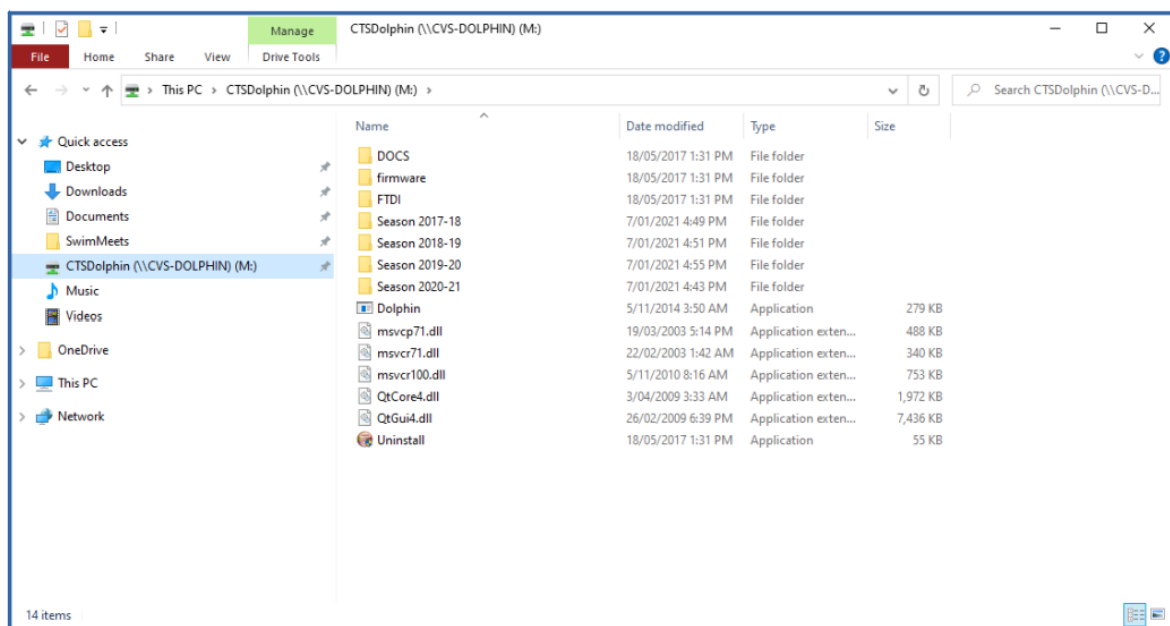 Manage
CTSDolphin (\\CVS-DOLPHIN) (M:)
File Home Share View Drive Tools
This PC CTSDolphin (\\CVS-DOLPHIN) (M:)
Search CTSDolphin (\\CVS-D...
Name Date modified Type Size
Quick access
Desktop
Downloads
Documents
SwimMeets
CTSDolphin (\\CVS-DOLPHIN) (M:)
Music
Videos
OneDrive
This PC
Network
DOCS 18/05/2017 1:31 PM File folder
firmware 18/05/2017 1:31 PM File folder
FTDI 18/05/2017 1:31 PM File folder
Season 2017-18 7/01/2021 4:49 PM File folder
Season 2018-19 7/01/2021 4:51 PM File folder
Season 2019-20 7/01/2021 4:55 PM File folder
Season 2020-21 7/01/2021 4:43 PM File folder
Dolphin 5/11/2014 3:50 AM Application 279 KB
msvcp71.dll 19/03/2003 5:14 PM Application exten... 488 KB
msvcr71.dll 22/02/2003 1:42 AM Application exten... 340 KB
msvcr100.dll 5/11/2010 8:16 AM Application exten... 753 KB
QtCore4.dll 3/04/2009 3:33 AM Application exten... 1,972 KB
QtGui4.dll 26/02/2009 6:39 PM Application exten... 7,436 KB
Uninstall 18/05/2017 1:31 PM Application 55 KB
14 items